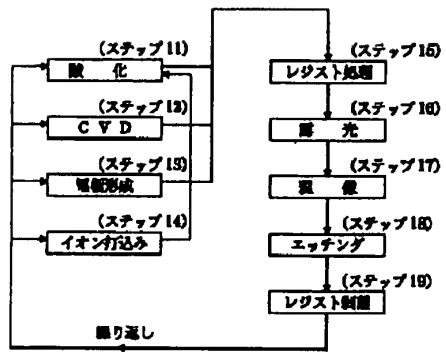 (ステップ11)
酸 化
(ステップ12)
C V D
(ステップ13)
電極形成
(ステップ14)
イオン打込み
(ステップ15)
レジスト処理
(ステップ16)
露 光
(ステップ17)
現 像
(ステップ18)
エッチング
(ステップ19)
レジスト剥離
繰り返し